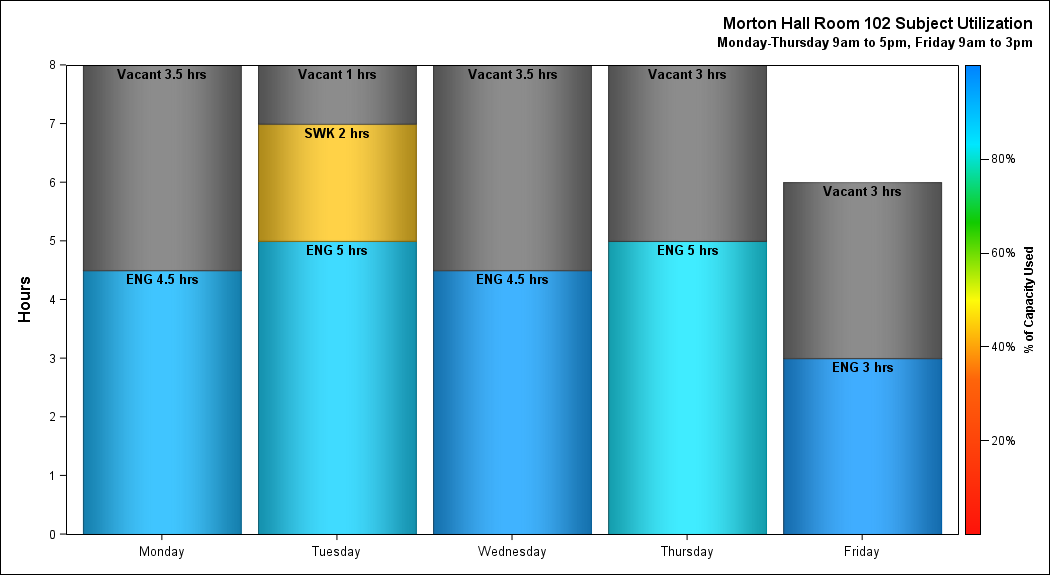 Morton Hall Room 102 Subject Utilization
Monday-Thursday 9am to 5pm, Friday 9am to 3pm
Hours
8
7
6
5
4
3
2
1
0
Vacant 3.5 hrs
ENG 4.5 hrs
Vacant 1 hrs
SWK 2 hrs
ENG 5 hrs
Vacant 3.5 hrs
ENG 4.5 hrs
Vacant 3 hrs
ENG 5 hrs
Vacant 3 hrs
ENG 3 hrs
Monday
Tuesday
Wednesday
Thursday
Friday
80%
60%
40%
20%
% of Capacity Used